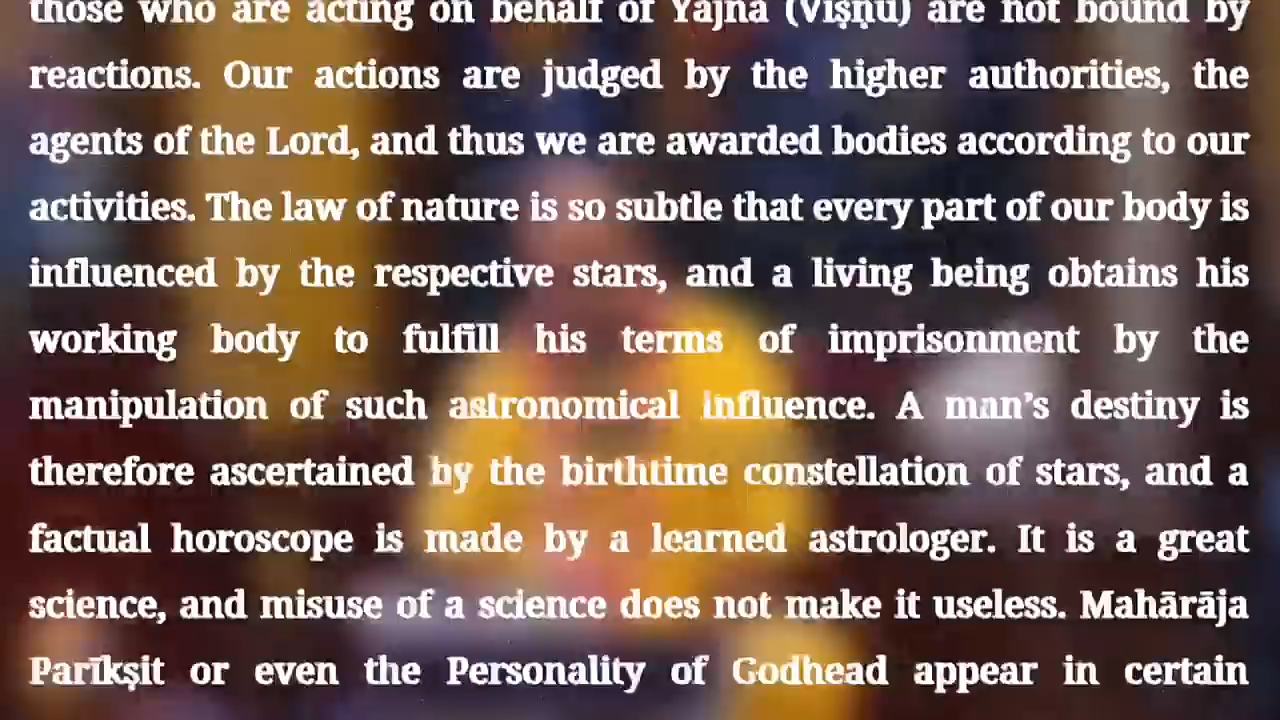 those who are acting on behalf of Yajña (Viṣṇu) are not bound by
reactions. Our actions are judged by the higher authorities, the
agents of the Lord, and thus we are awarded bodies according to our
activities. The law of nature is so subtle that every part of our body is
influenced by the respective stars, and a living being obtains his
working body to fulfill his terms of imprisonment by the
manipulation of such astronomical influence. A man’s destiny is
therefore ascertained by the birthtime constellation of stars, and a
factual horoscope is made by a learned astrologer. It is a great
science, and misuse of a science does not make it useless. Mahārāja
Parīkṣit or even the Personality of Godhead appear in certain